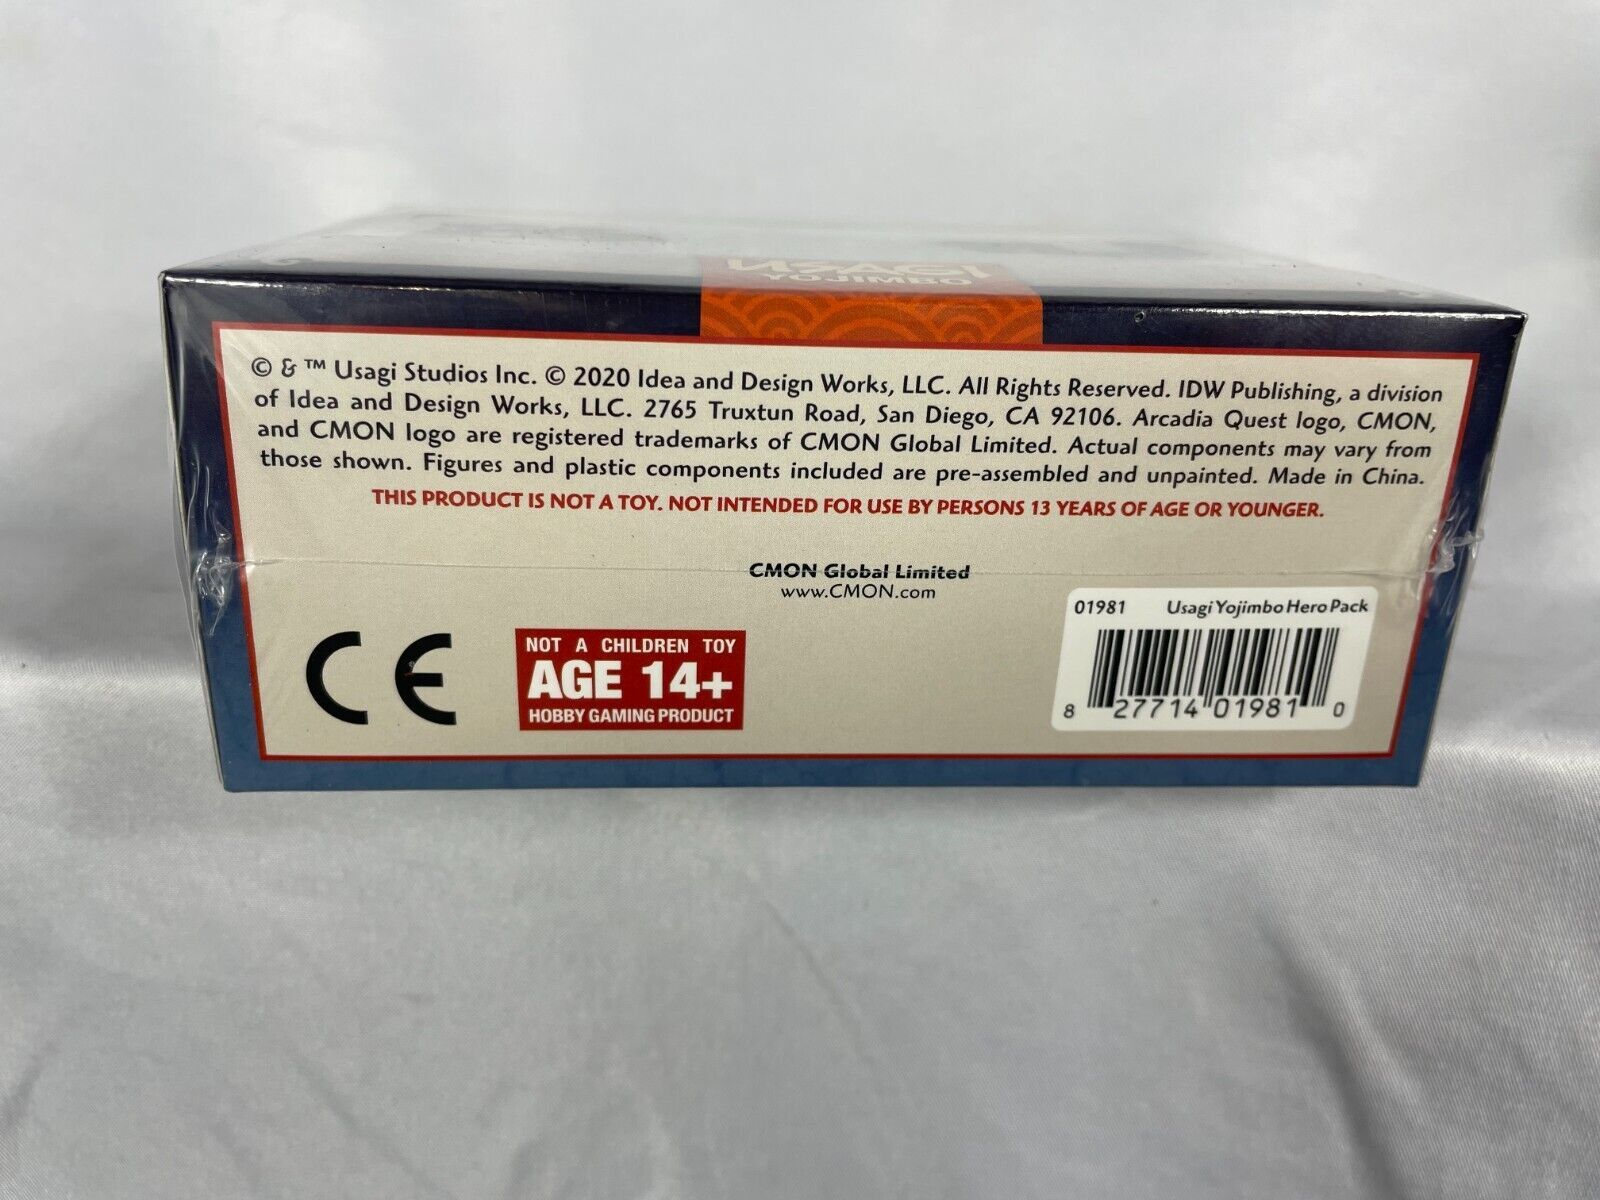 USAGI
YOJIMBO
© & ™ Usagi Studios Inc. © 2020 Idea and Design Works, LLC. All Rights Reserved. IDW Publishing, a division
of Idea and Design Works, LLC. 2765 Truxtun Road, San Diego, CA 92106. Arcadia Quest logo, CMON,
and CMON logo are registered trademarks of CMON Global Limited. Actual components may vary from
those shown. Figures and plastic components included are pre-assembled and unpainted. Made in China.
THIS PRODUCT IS NOT A TOY. NOT INTENDED FOR USE BY PERSONS 13 YEARS OF AGE OR YOUNGER.
CMON Global Limited
www.CMON.com
CE
NOT A CHILDREN TOY
AGE 14+
HOBBY GAMING PRODUCT
01981 Usagi Yojimbo Hero Pack
8 27714 01981 0